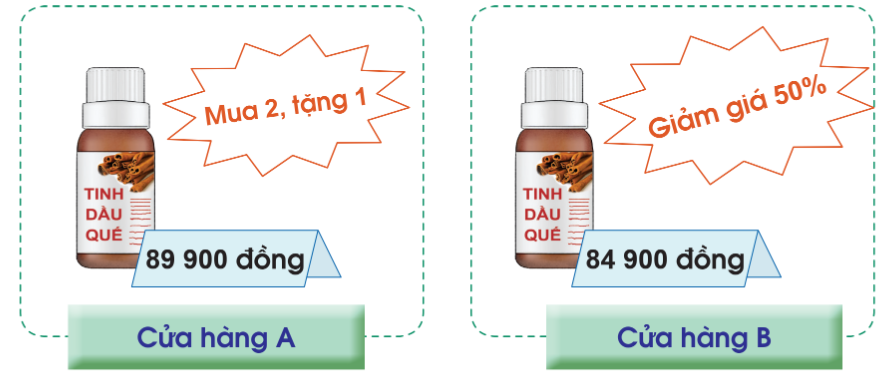 Mua 2, tặng 1
TINH
DẦU
QUẾ
89 900 đồng
Cửa hàng A
Giảm giá 50%
TINH
DẦU
QUẾ
84 900 đồng
Cửa hàng B